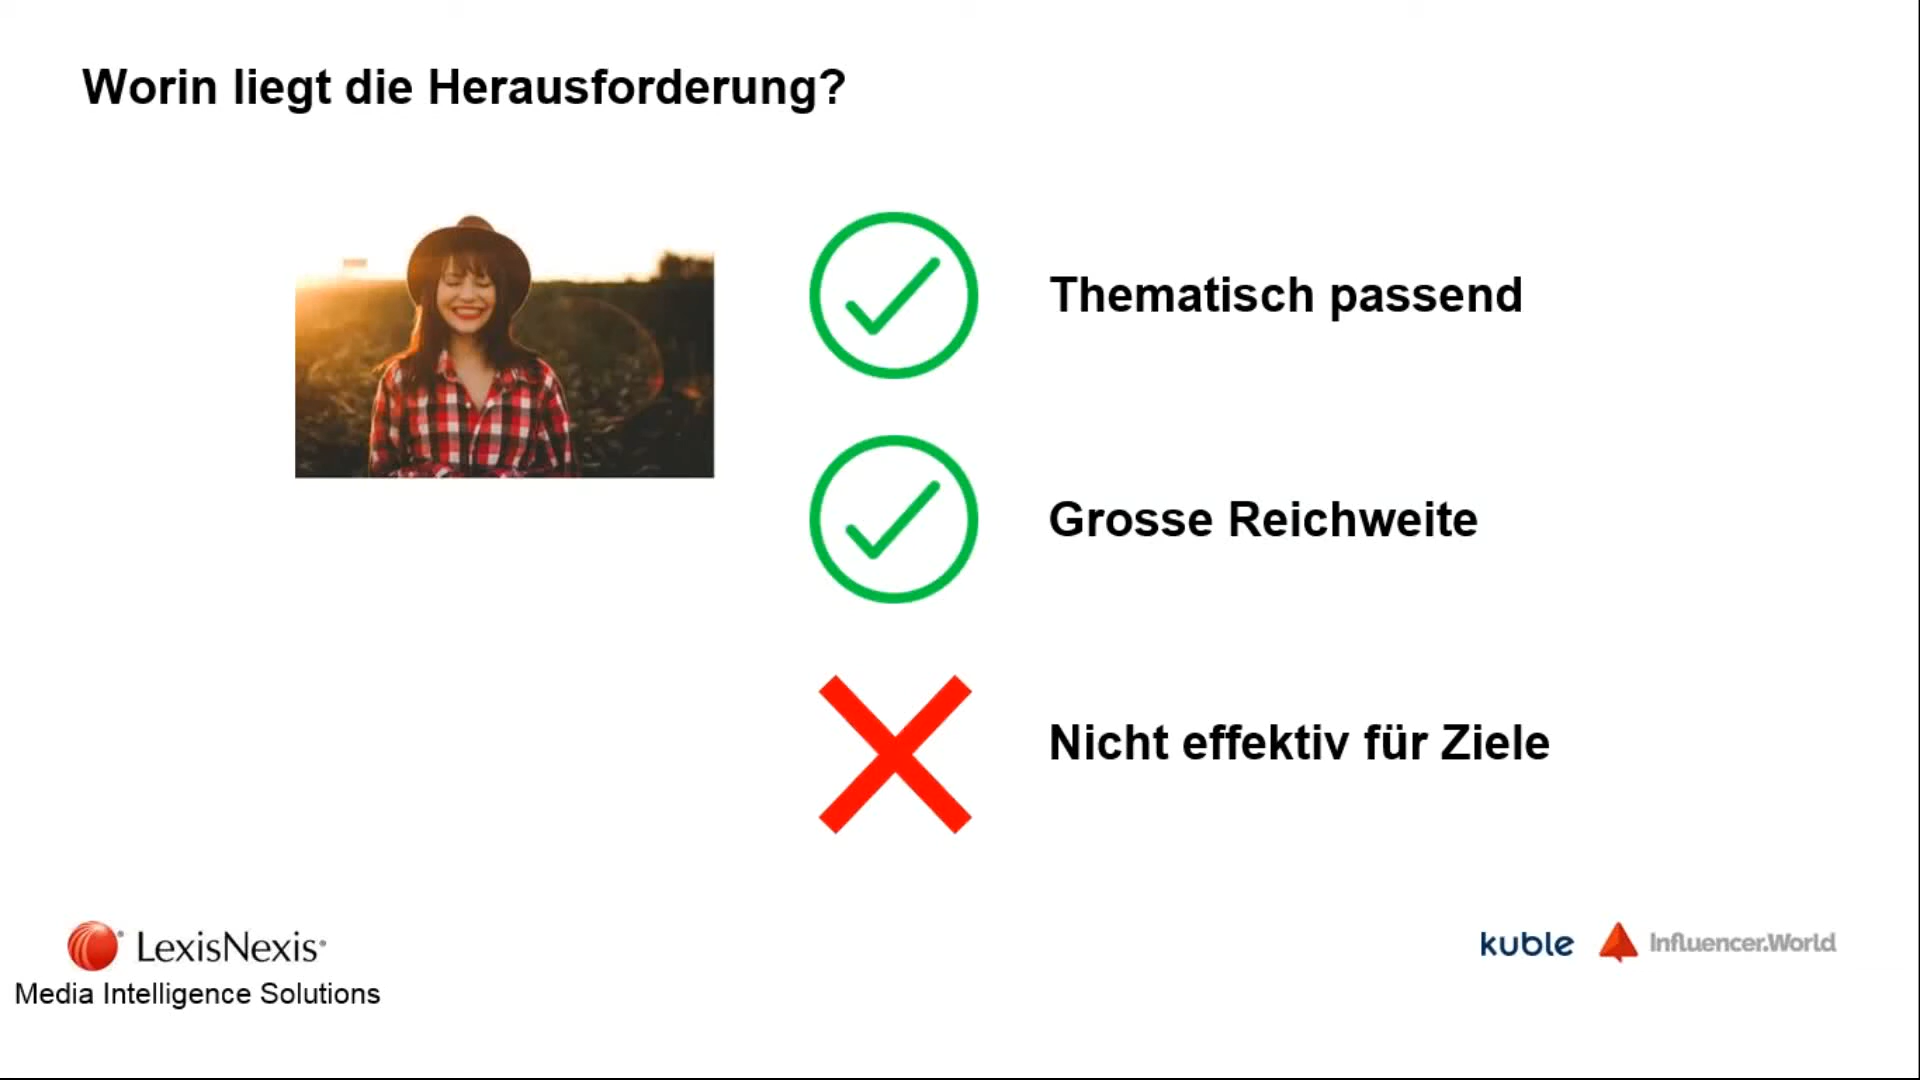 Worin liegt die Herausforderung?
Thematisch passend
Grosse Reichweite
Nicht effektiv für Ziele
LexisNexis®
Media Intelligence Solutions
kuble
Influencer.World